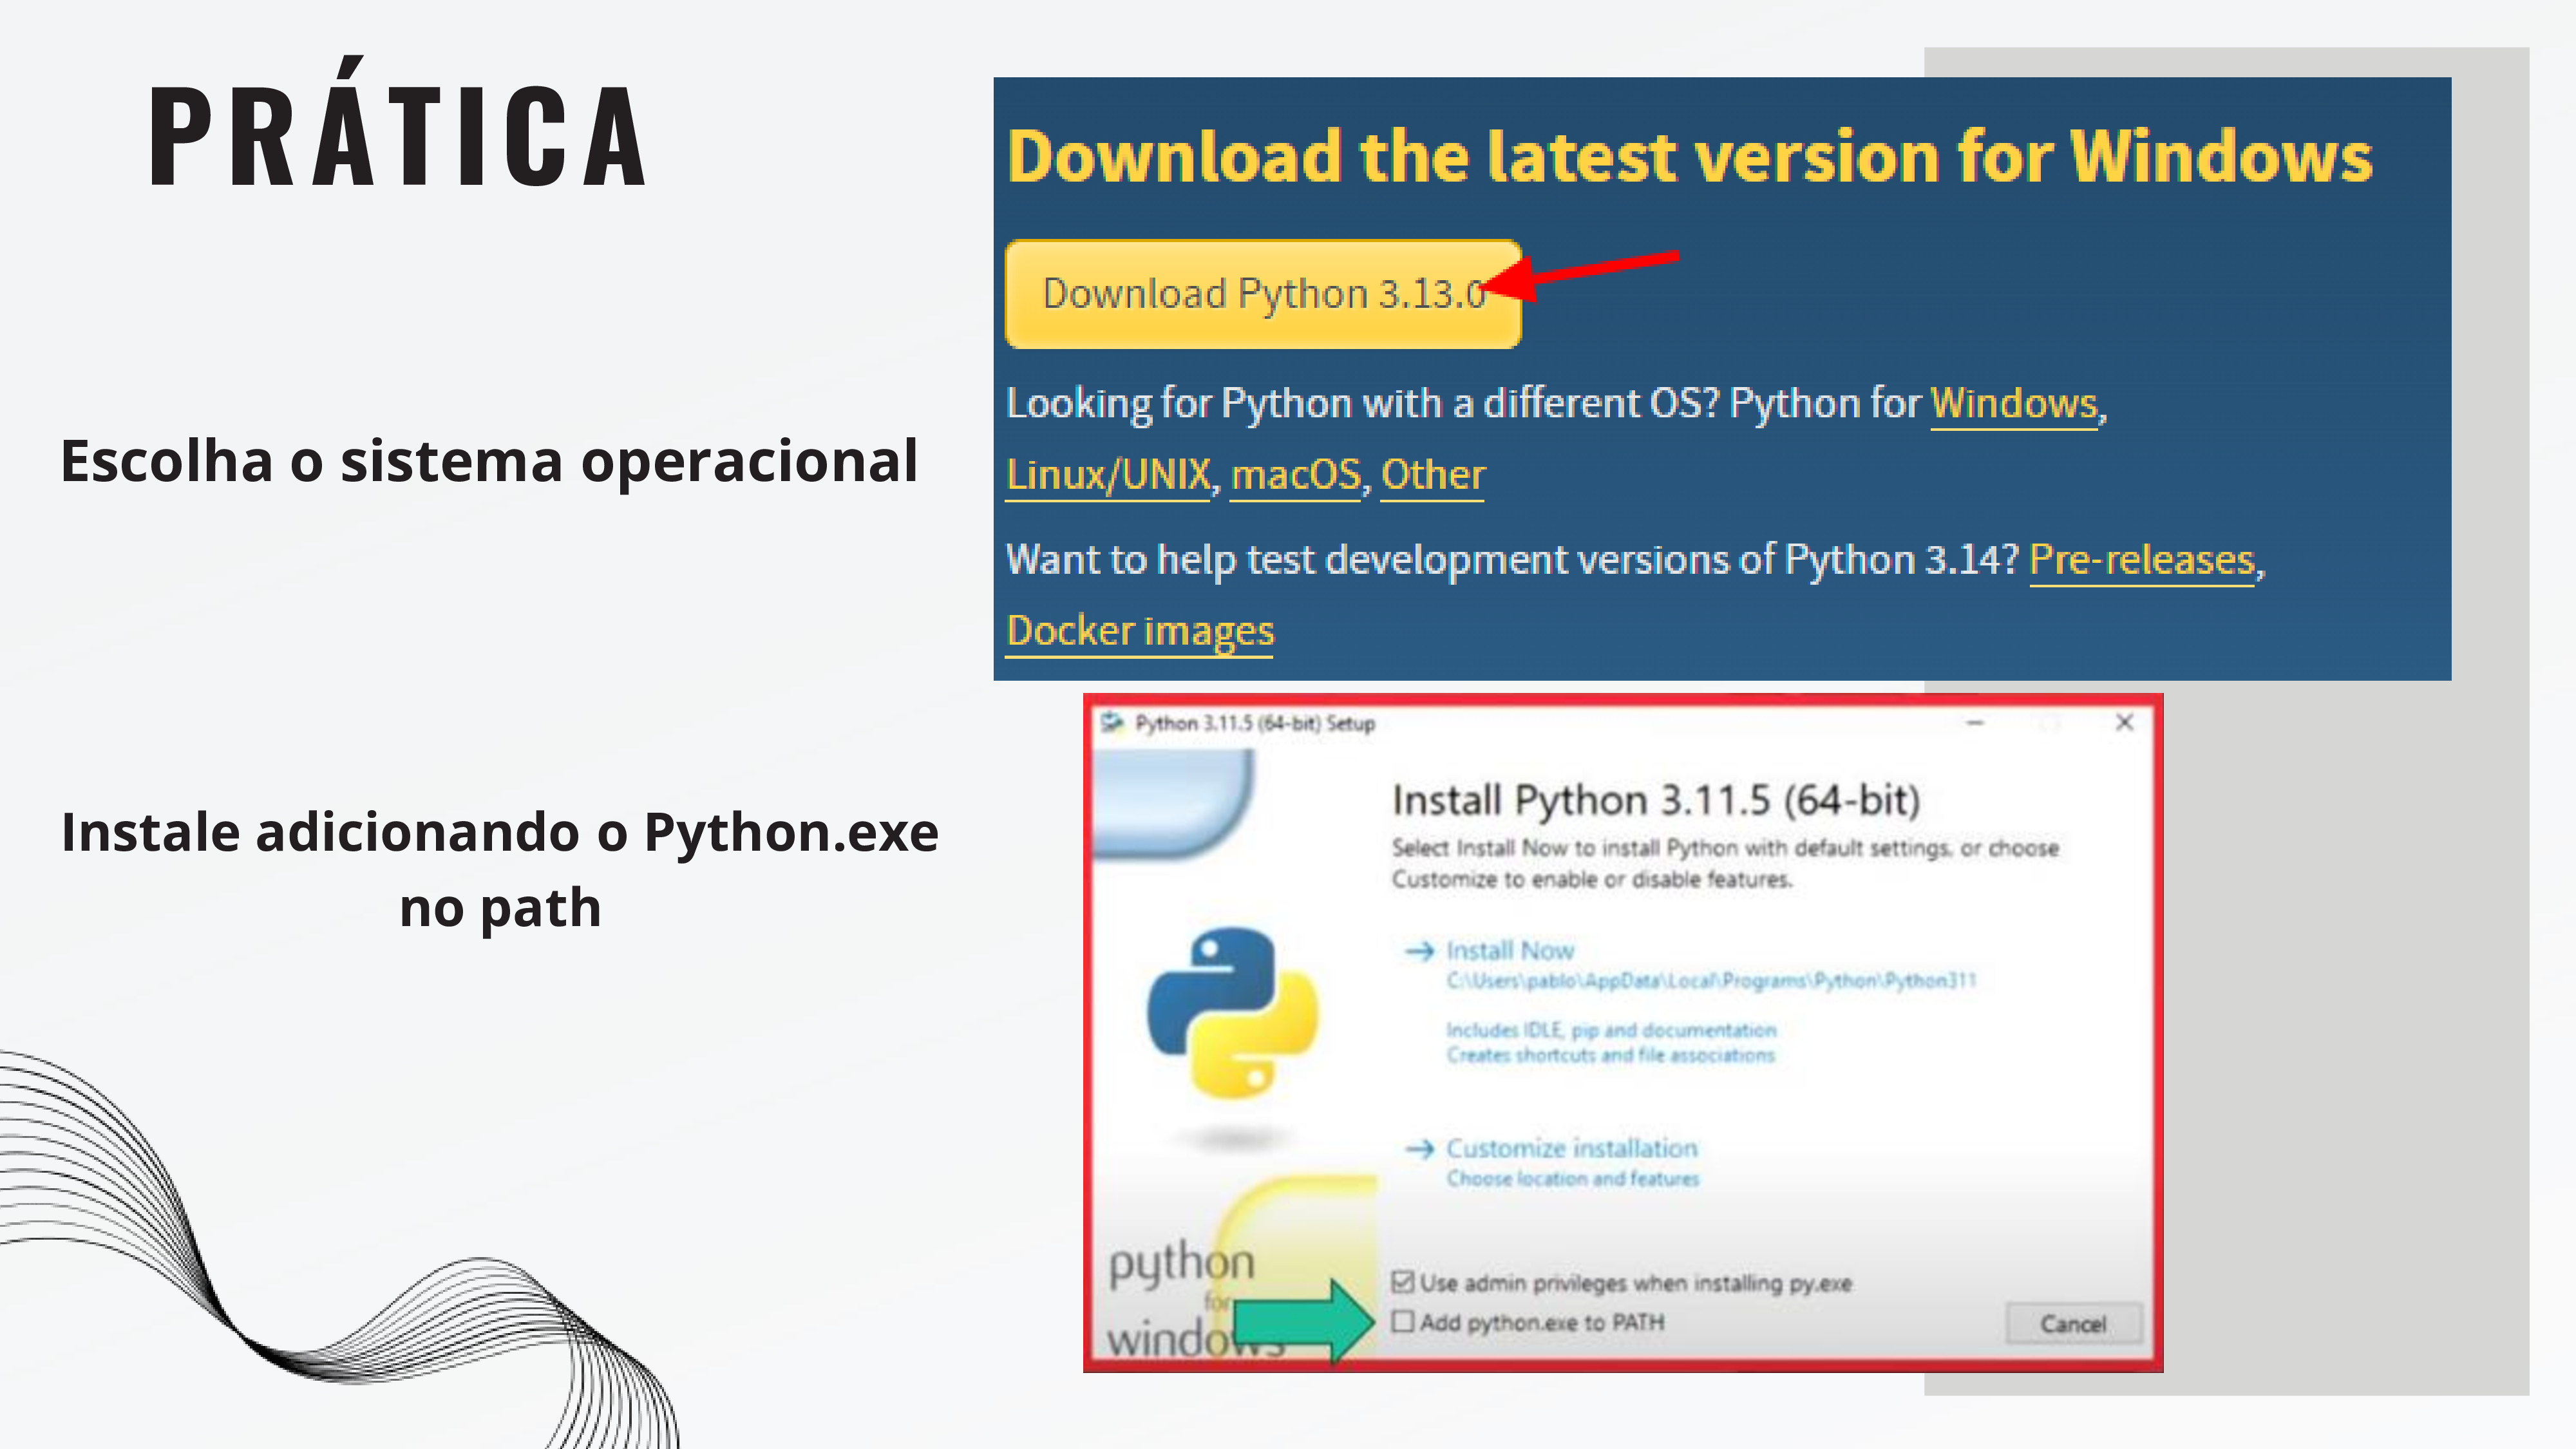 PRÁTICA
Escolha o sistema operacional
Instale adicionando o Python.exe
no path
Download the latest version for Windows
Download Python 3.13.0
Looking for Python with a different OS? Python for Windows,
Linux/UNIX, macOS, Other
Want to help test development versions of Python 3.14? Pre-releases,
Docker images
Python 3.11.5 (64-bit) Setup
Install Python 3.11.5 (64-bit)
Select Install Now to install Python with default settings, or choose
Customize to enable or disable features.
Install Now
C:\Users\pablo\AppData\Local\Programs\Python\Python311
Includes IDLE, pip and documentation
Creates shortcuts and file associations
Customize installation
Choose location and features
python
for
windows
Use admin privileges when installing py.exe
Add python.exe to PATH
Cancel